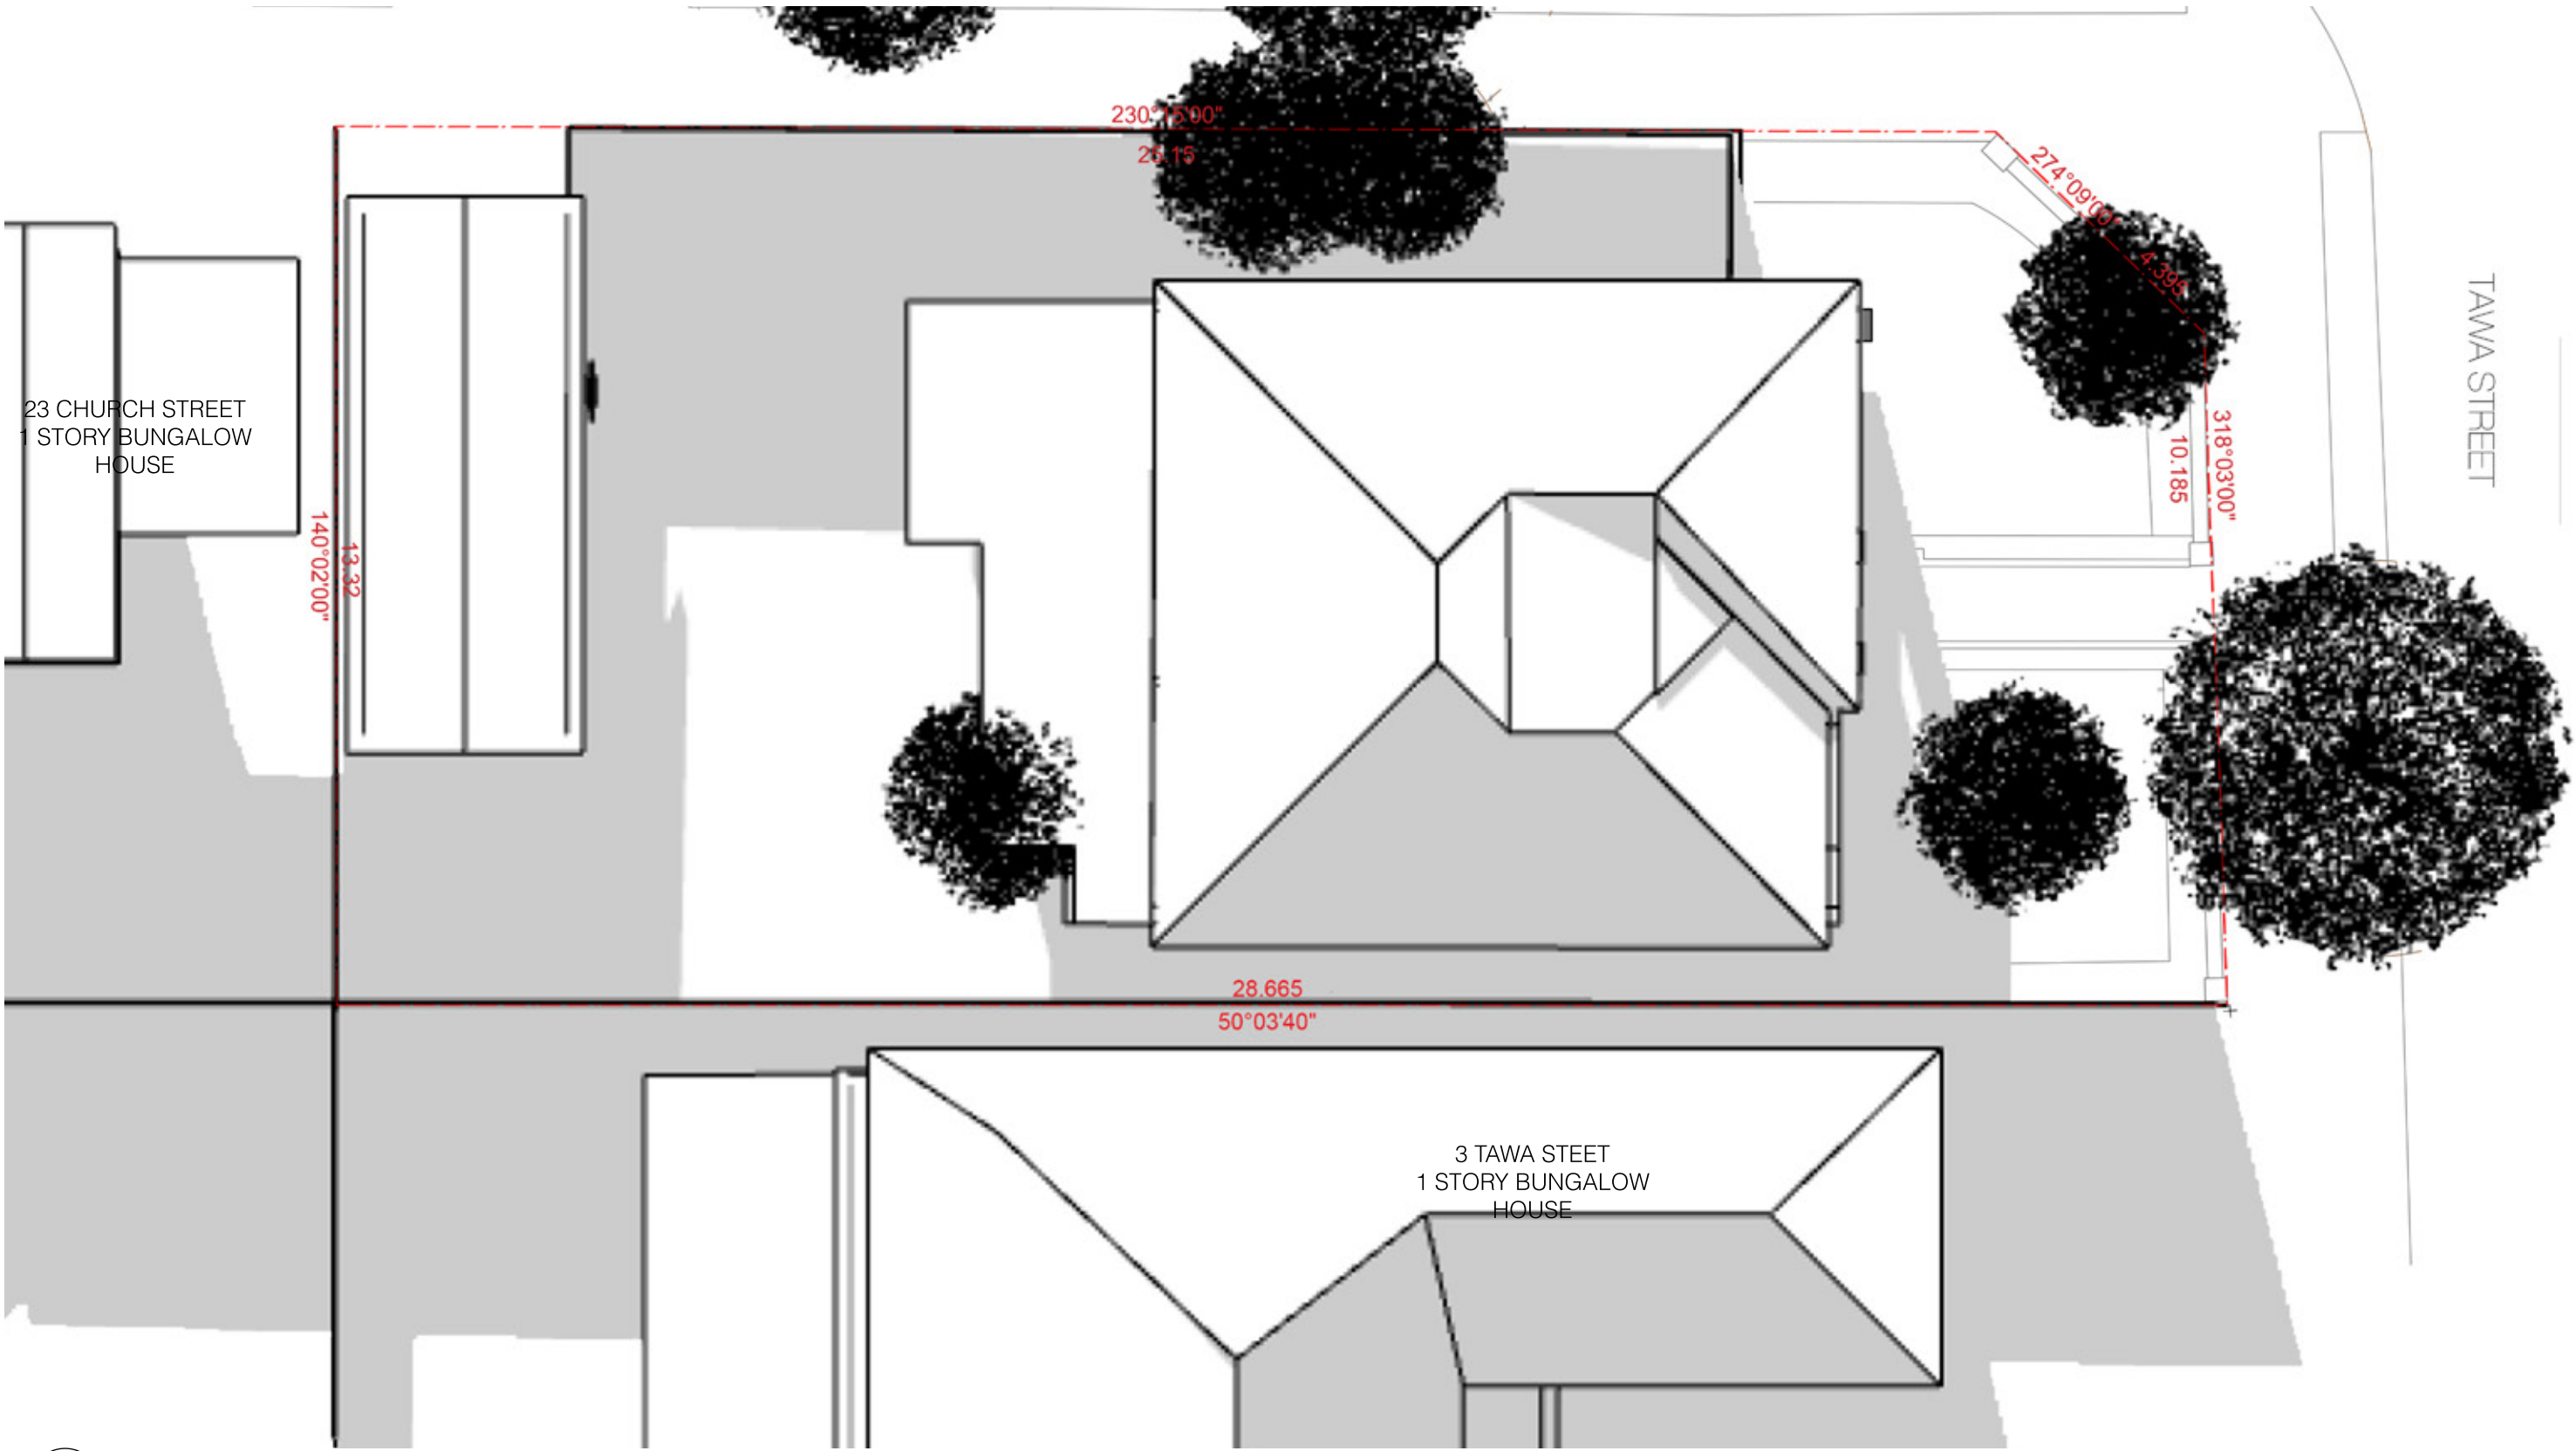 230°15'00"
25.15
274°09'00"
4.395
TAWA STREET
23 CHURCH STREET
1 STORY BUNGALOW
HOUSE
318°03'00"
10.185
140°02'00"
13.32
28.665
50°03'40"
3 TAWA STEET
1 STORY BUNGALOW
HOUSE